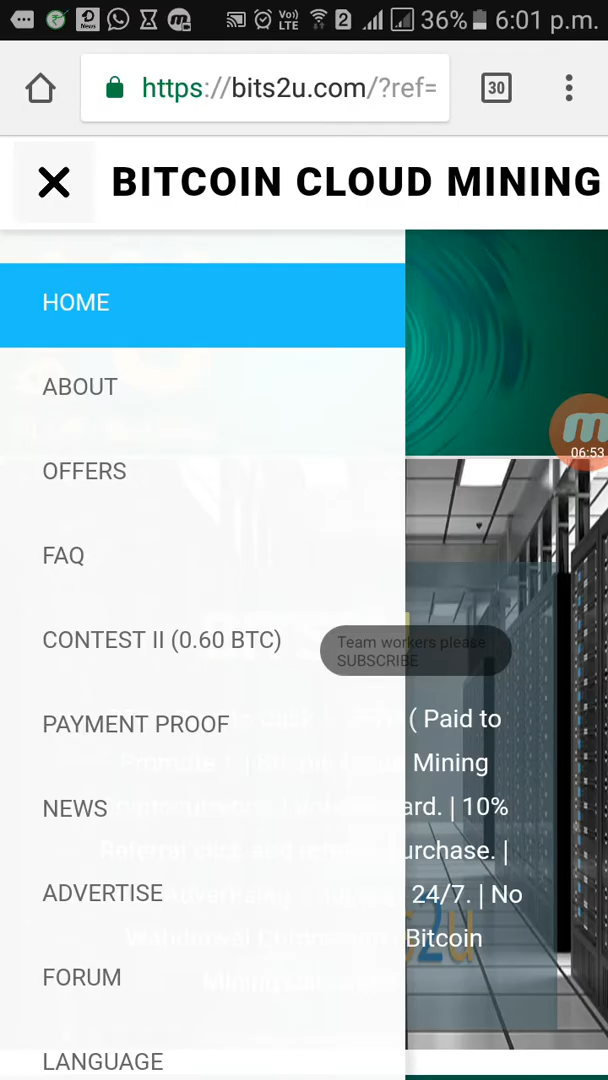 36% 6:01 p.m.
https://bits2u.com/?ref=
30
BITCOIN CLOUD MINING
HOME
ABOUT
OFFERS
FAQ
06:53
CONTEST II (0.60 BTC)
Team workers please
SUBSCRIBE
PAYMENT PROOF
( Paid to
Mining
NEWS
ard. | 10%
urchase. |
ADVERTISE
24/7. | No
Bitcoin
FORUM
LANGUAGE